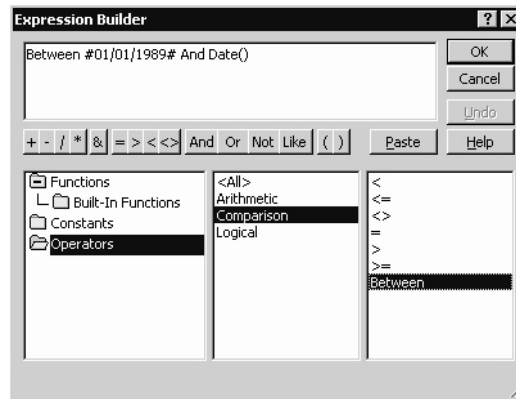 Expression Builder
? X
Between #01/01/1989# And Date()
OK
Cancel
Undo
+ - / * & = > < <> And Or Not Like ( ) Paste Help
Functions
Built-In Functions
Constants
Operators
<All>
Arithmetic
Comparison
Logical
<
<=
<>
=
>
>=
Between